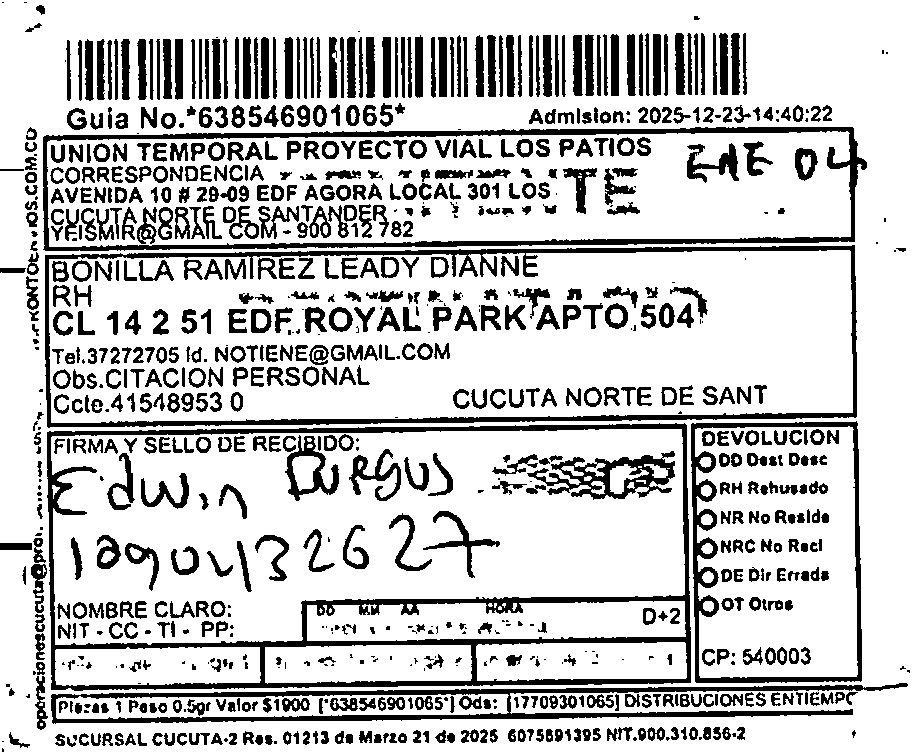 Guia No.*638546901065*
Admision: 2025-12-23-14:40:22
UNION TEMPORAL PROYECTO VIAL LOS PATIOS
ENE 04
CORRESPONDENCIA
AVENIDA 10 # 29-09 EDF AGORA LOCAL 301 LOS
TE
CUCUTA NORTE DE SANTANDER
YEISMIR@GMAIL COM - 900 812 782
BONILLA RAMIREZ LEADY DIANNE
RH
CL 14 2 51 EDF ROYAL PARK APTO 504
Tel.37272705 Id. NOTIENE@GMAIL.COM
Obs.CITACION PERSONAL
Ccto.41548953 0
CUCUTA NORTE DE SANT
FIRMA Y SELLO DE RECIBIDO:
Edwin Burgus
1090432627
NOMBRE CLARO:
NIT - CC - TI - PP:
DD MM AA HORA
D+2
DEVOLUCION
DD Dest Desc
RH Rehusado
NR No Reside
NRC No Recl
DE Dir Errada
OT Otros
CP: 540003
Piezas 1 Peso 0.5gr Valor $1900 [*638546901065*] Ods: [17709301065] DISTRIBUCIONES ENTIEMPO
SUCURSAL CUCUTA-2 Res. 01213 de Marzo 21 de 2025 6075891395 NIT.900.310.856-2